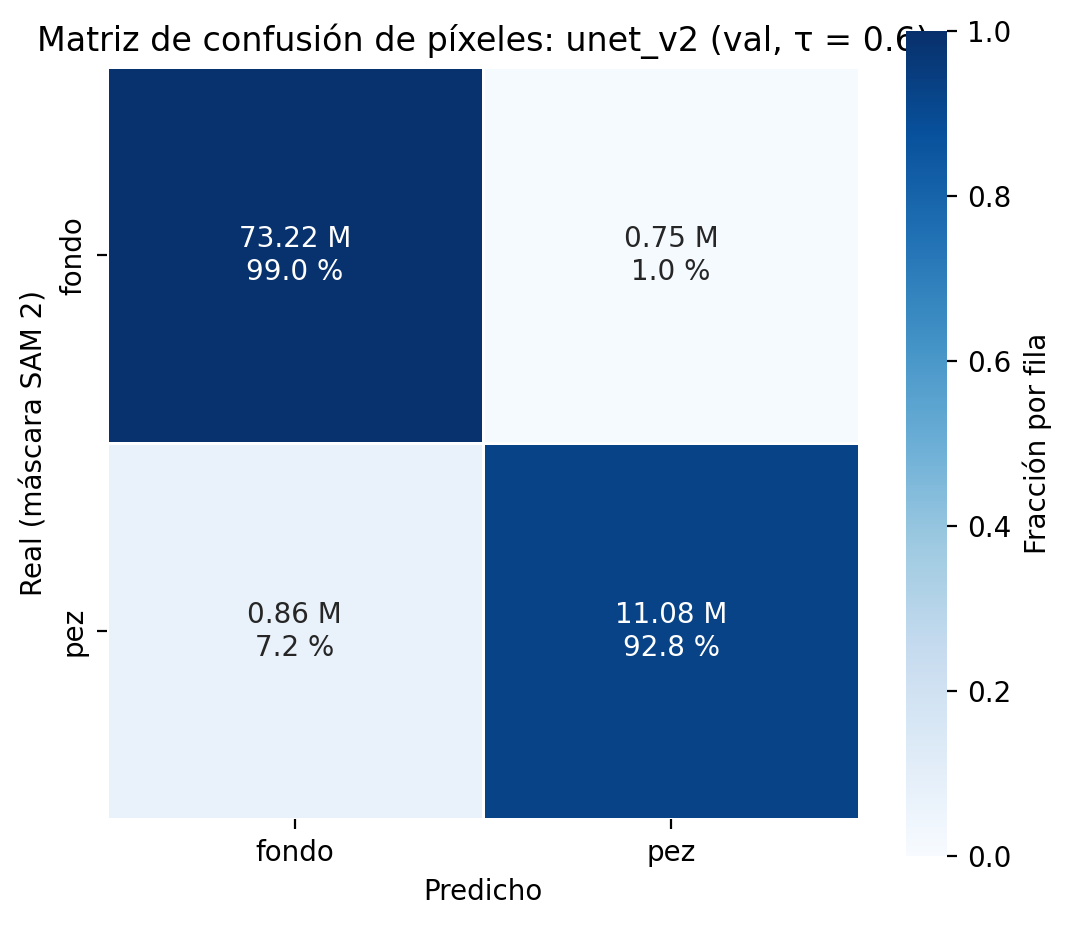 Matriz de confusión de píxeles: unet_v2 (val, τ = 0.6)
Real (máscara SAM 2)
fondo
73.22 M
99.0 %
0.75 M
1.0 %
pez
0.86 M
7.2 %
11.08 M
92.8 %
fondo
pez
Predicho
1.0
0.8
0.6
0.4
0.2
0.0
Fracción por fila